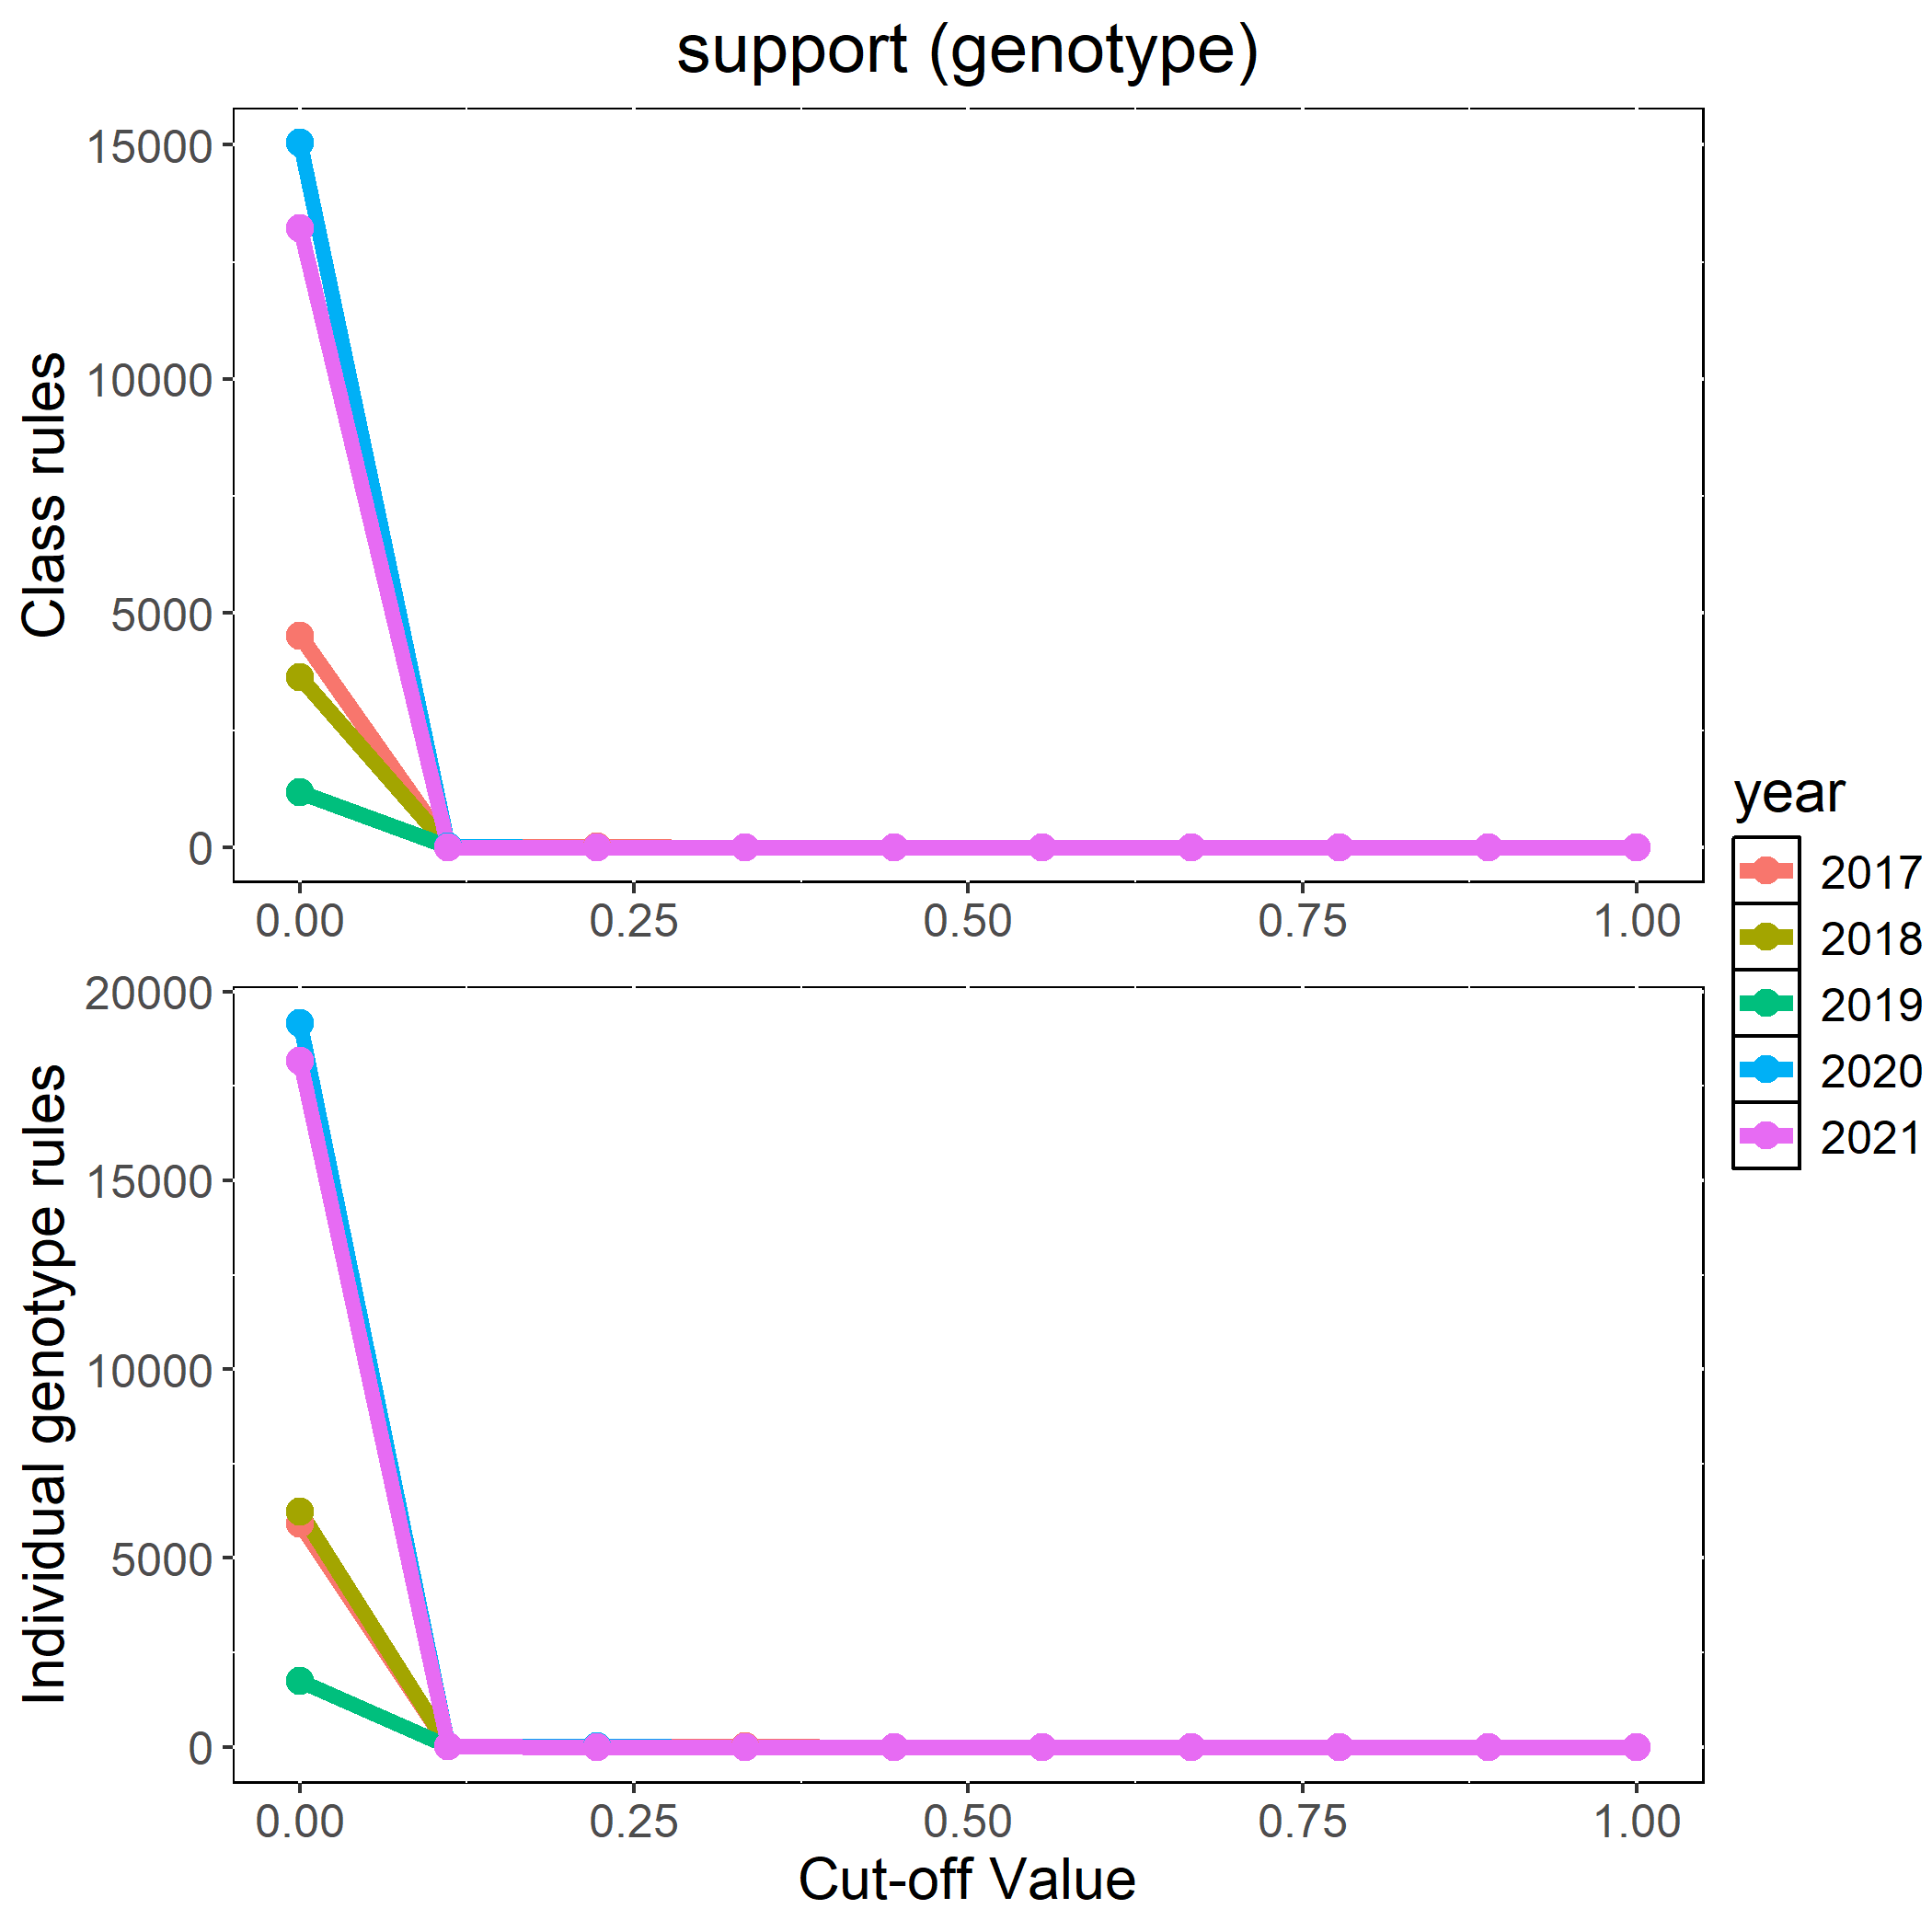 support (genotype)
Class rules
15000
10000
5000
0
0.00 0.25 0.50 0.75 1.00
Individual genotype rules
20000
15000
10000
5000
0
0.00 0.25 0.50 0.75 1.00
Cut-off Value
year
2017
2018
2019
2020
2021